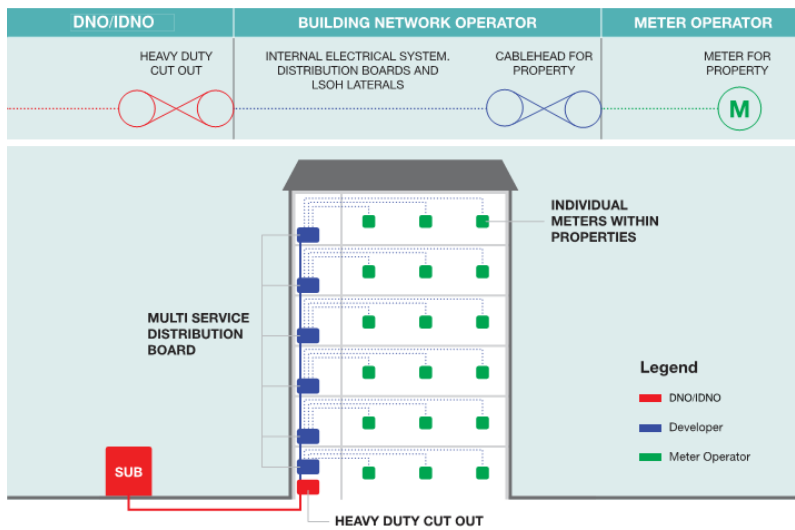 DNO/IDNO
BUILDING NETWORK OPERATOR
METER OPERATOR
HEAVY DUTY
CUT OUT
INTERNAL ELECTRICAL SYSTEM.
DISTRIBUTION BOARDS AND
LSOH LATERALS
CABLEHEAD FOR
PROPERTY
METER FOR
PROPERTY
M
INDIVIDUAL
METERS WITHIN
PROPERTIES
MULTI SERVICE
DISTRIBUTION
BOARD
Legend
DNO/IDNO
Developer
Meter Operator
SUB
HEAVY DUTY CUT OUT